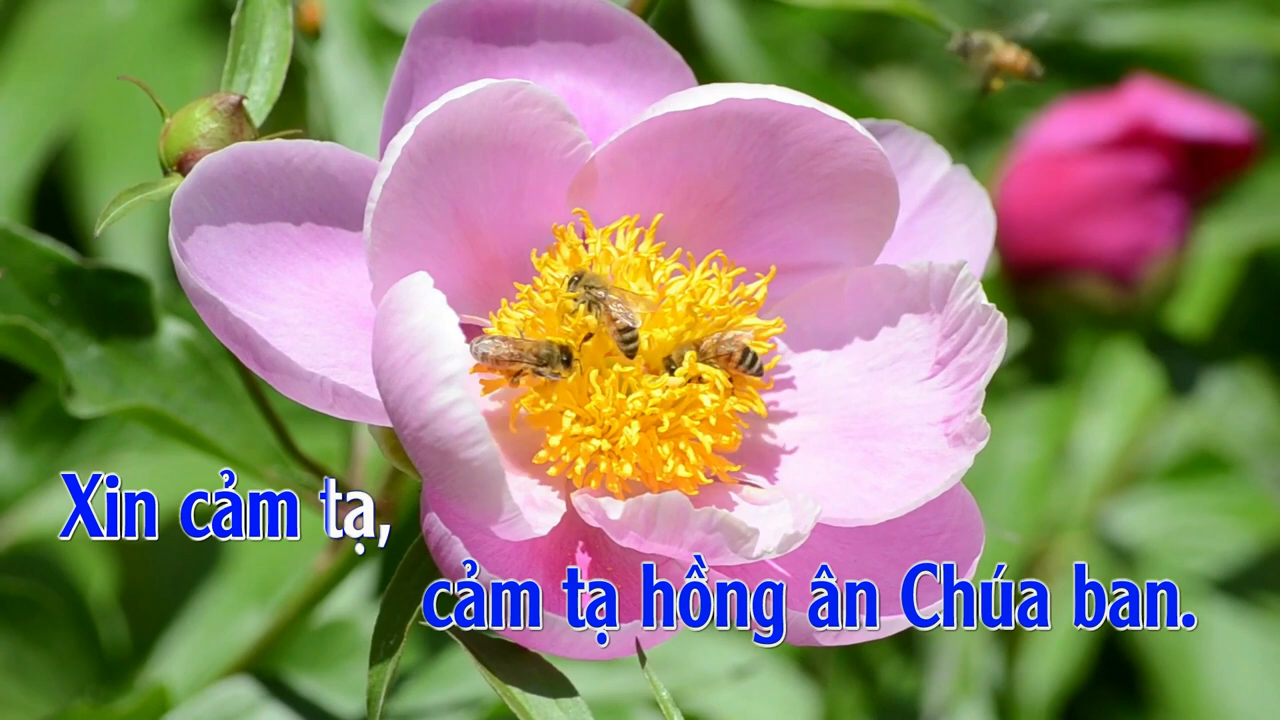 Xin cảm tạ,
cảm tạ hồng ân Chúa ban.